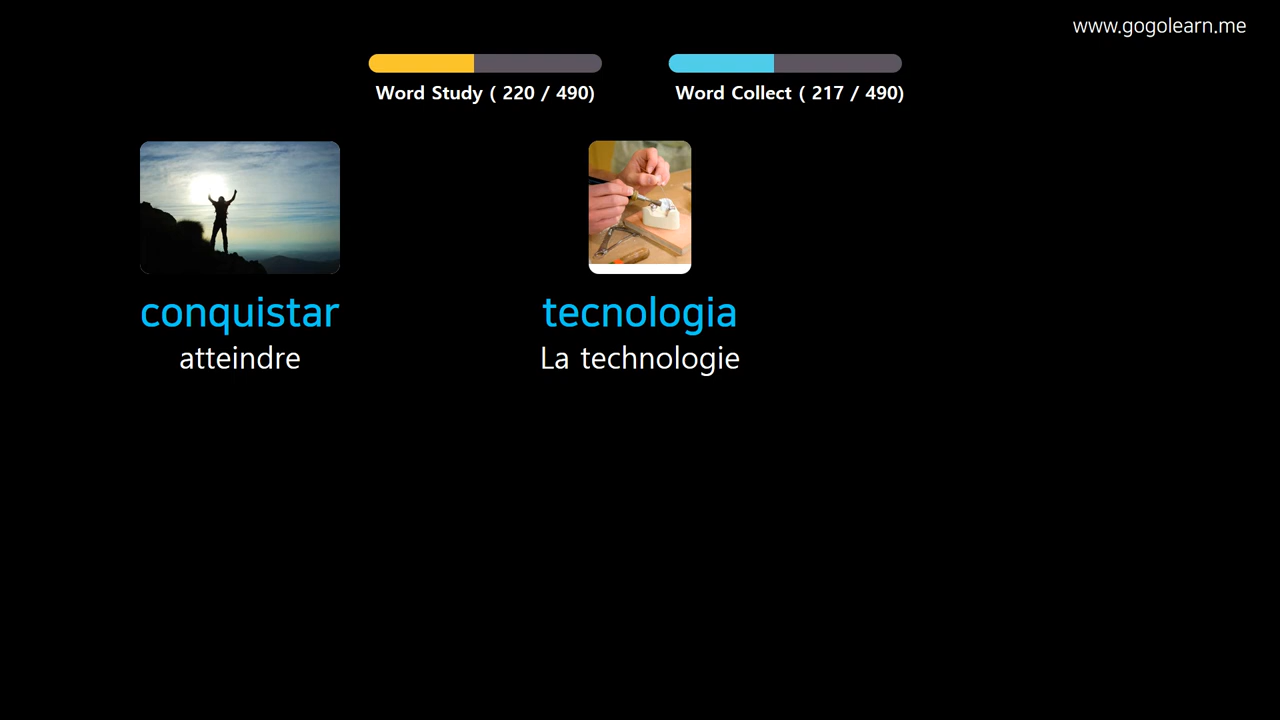 www.gogolearn.me
Word Study ( 220 / 490)
Word Collect ( 217 / 490)
conquistar
atteindre
tecnologia
La technologie